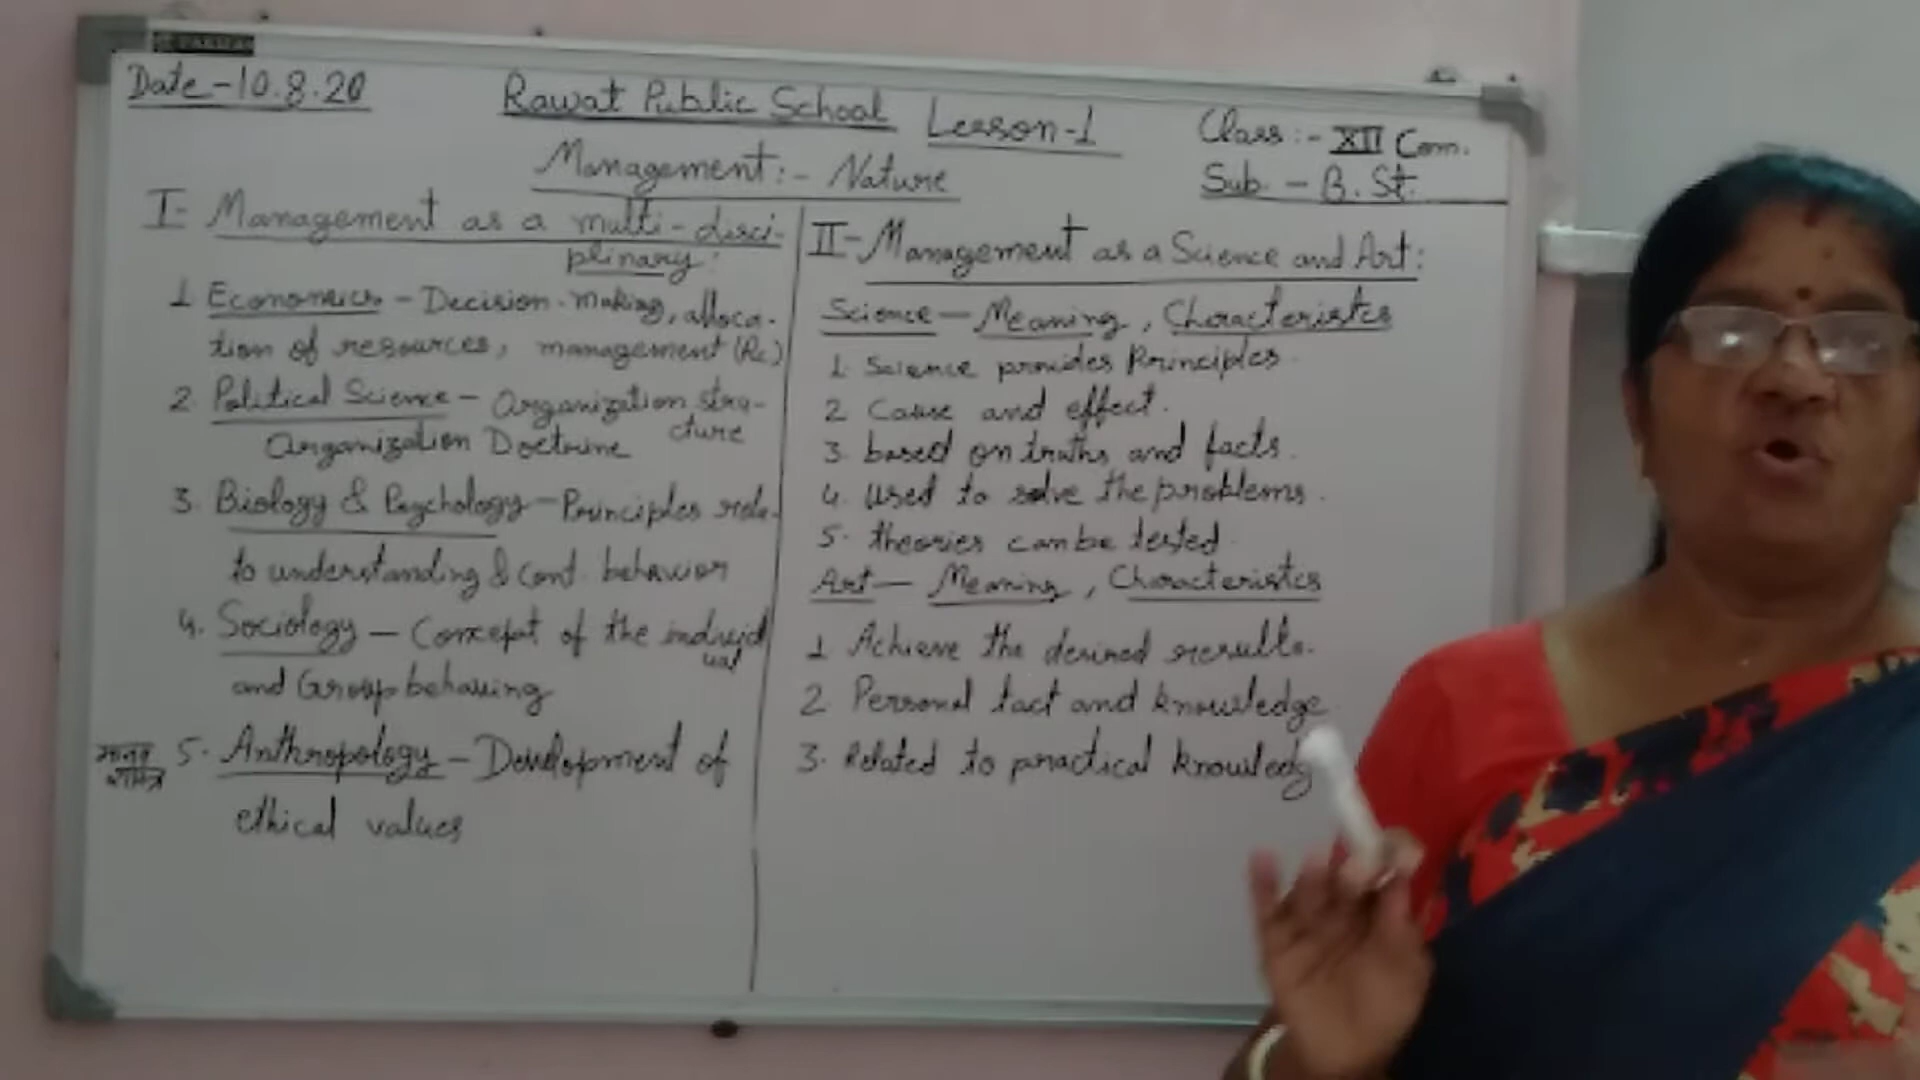 Date-10.8.20
Rawat Public School
Lesson-1
Class:- XII Com.
Sub. - B. St.
Management:- Nature
I- Management as a multi-disci-
plinary:
1 Economics - Decision-Making, alloca-
tion of resources, management (Rc)
2 Political Science - Organization stru-
cture
Organization Doctrine
3. Biology & Psychology - Principles rela-
to understanding & cont. behavior
4. Sociology - Concept of the individ
ual
and Group behaving
मानव
शास्त्र
5. Anthropology - Development of
ethical values
II- Management as a Science and Art:
Science - Meaning, Characteristcs
1. Science provides Principles.
2 Cause and effect.
3. based on truths and facts.
4. used to solve the problems.
5. theories can be tested.
Art - Meaning, Characteristcs
1 Achieve the desired results.
2. Personal tact and knowledge
3. Related to practical knowledg